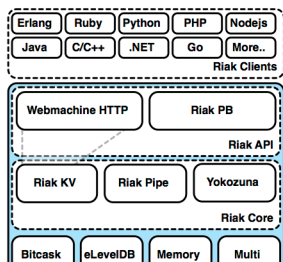 Erlang Ruby Python PHP Nodejs
Java C/C++ .NET Go More..
Riak Clients
Webmachine HTTP Riak PB
Riak API
Riak KV Riak Pipe Yokozuna
Riak Core
Bitcask eLevelDB Memory Multi